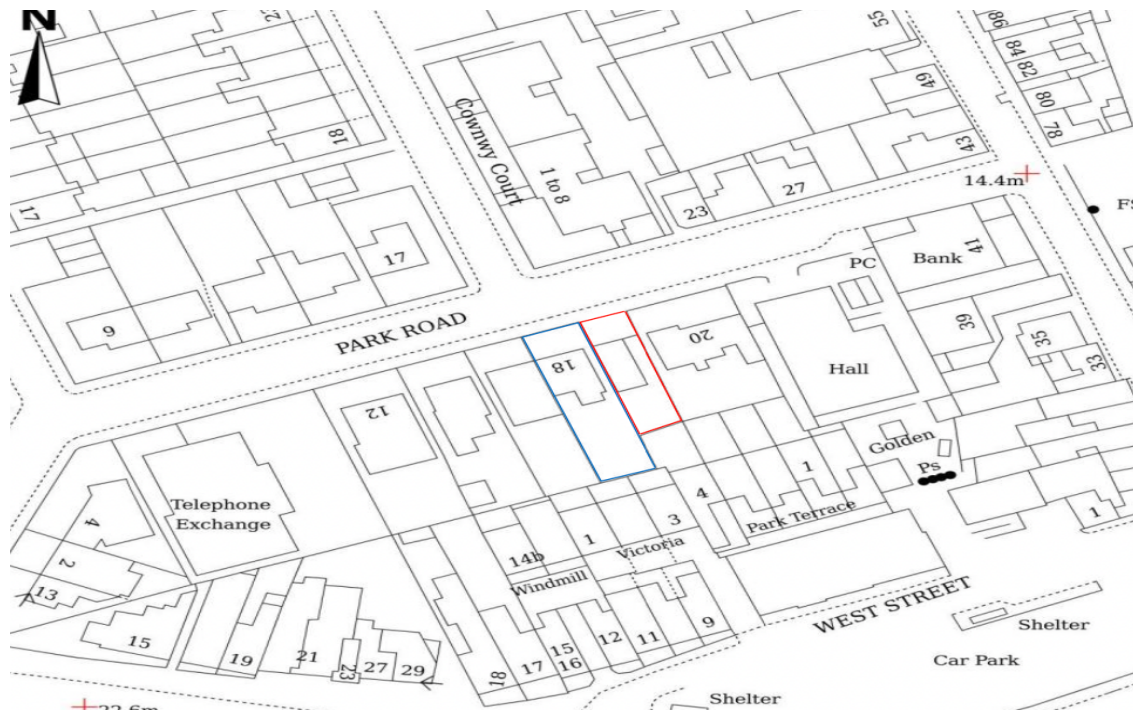 N
55
86
84
82
80
78
49
43
18
Cownwy Court
1 to 8
27
23
14.4m
17
17
PC
Bank
41
9
PARK ROAD
39
35
33
20
18
Hall
12
Golden
Ps
Telephone
Exchange
4
2
13
15
19
21
23
27
29
4
1
Park Terrace
3
1
14b
Victoria
Windmill
1
18
17
15
16
12
11
9
WEST STREET
Shelter
Car Park
Shelter